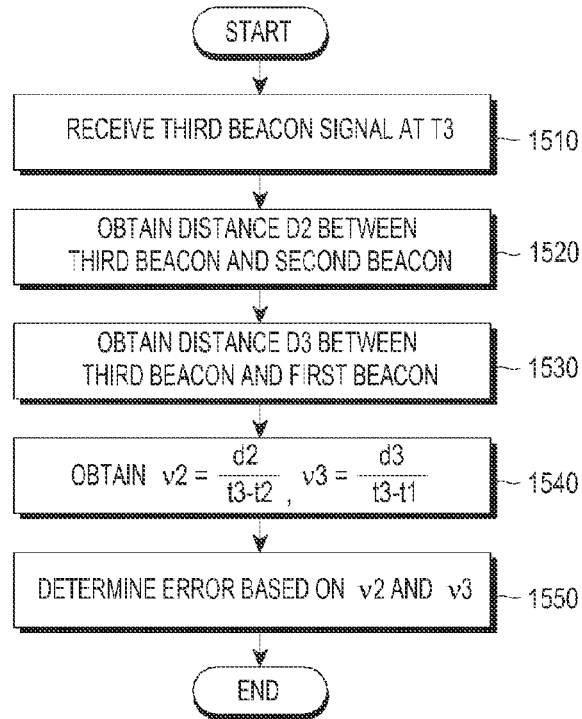 START
RECEIVE THIRD BEACON SIGNAL AT T3
1510
OBTAIN DISTANCE D2 BETWEEN
THIRD BEACON AND SECOND BEACON
1520
OBTAIN DISTANCE D3 BETWEEN
THIRD BEACON AND FIRST BEACON
1530
OBTAIN v2 = d2 / t3-t2 , v3 = d3 / t3-t1
1540
DETERMINE ERROR BASED ON v2 AND v3
1550
END